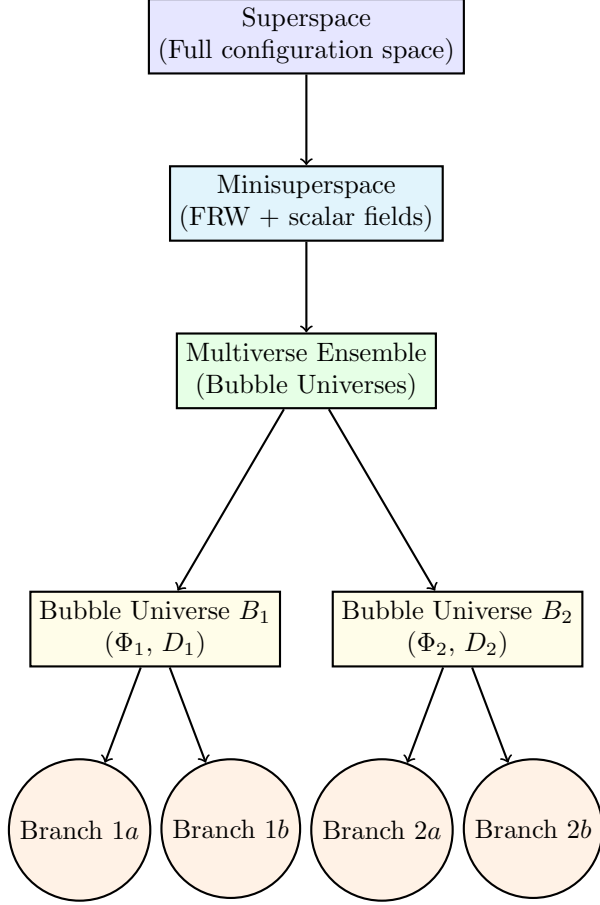 Superspace
(Full configuration space)
Minisuperspace
(FRW + scalar fields)
Multiverse Ensemble
(Bubble Universes)
Bubble Universe B₁
(Φ₁, D₁)
Bubble Universe B₂
(Φ₂, D₂)
Branch 1a
Branch 1b
Branch 2a
Branch 2b